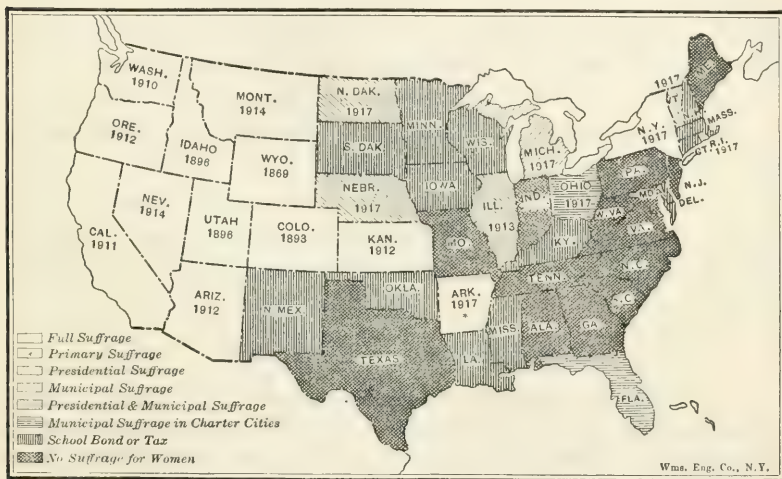 WASH.
1910
ORE.
1912
CAL.
1911
NEV.
1914
IDAHO
1896
MONT.
1914
WYO.
1869
UTAH
1896
COLO.
1893
ARIZ.
1912
N MEX.
N. DAK.
1917
S. DAK.
NEBR.
1917
KAN.
1912
OKLA.
TEXAS
MINN.
IOWA
MO.
ARK.
1917
*
LA.
WIS.
ILL.
1913
MICH.
1917
IND.
OHIO
1917
KY.
TENN.
MISS.
ALA.
GA.
FLA.
S.C.
N.C.
VA.
W.VA.
MD.
DEL.
N.J.
PA.
N.Y.
1917
1917
VT.
N.H.
ME.
MASS.
CT.
R.I.
1917
Full Suffrage
* Primary Suffrage
Presidential Suffrage
Municipal Suffrage
Presidential & Municipal Suffrage
Municipal Suffrage in Charter Cities
School Bond or Tax
No Suffrage for Women
Wms. Eng. Co., N.Y.